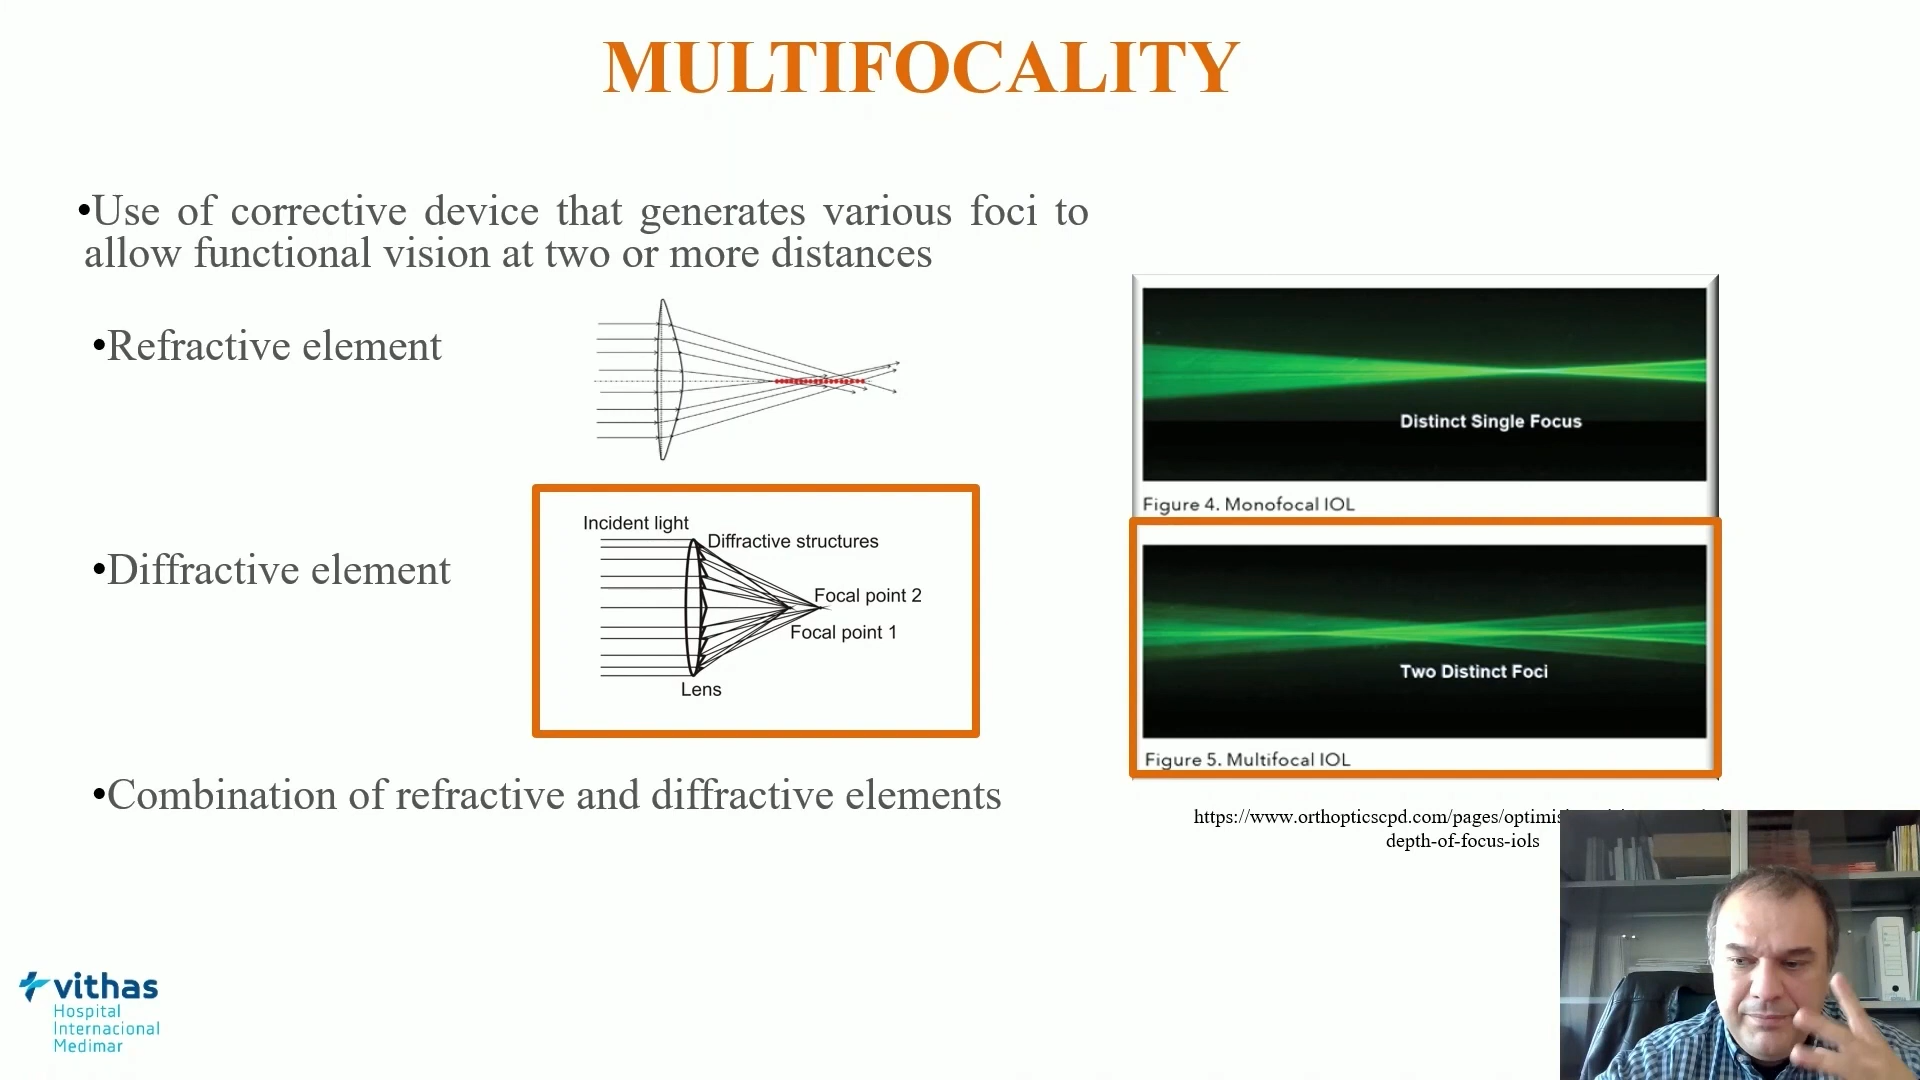 MULTIFOCALITY
•Use of corrective device that generates various foci to
allow functional vision at two or more distances
•Refractive element
Distinct Single Focus
Figure 4. Monofocal IOL
Incident light
Diffractive structures
•Diffractive element
Focal point 2
Focal point 1
Lens
Two Distinct Foci
Figure 5. Multifocal IOL
•Combination of refractive and diffractive elements
https://www.orthopticscpd.com/pages/optimis
depth-of-focus-iols
vithas
Hospital
Internacional
Medimar